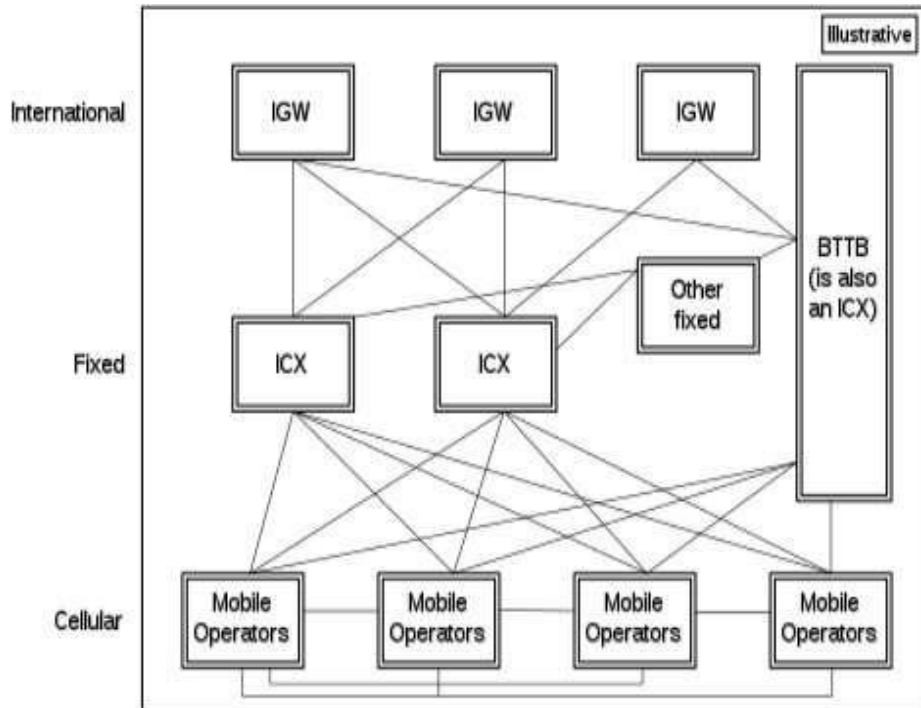 Illustrative
International
IGW
IGW
IGW
BTTB
(is also
an ICX)
Other
fixed
Fixed
ICX
ICX
Cellular
Mobile
Operators
Mobile
Operators
Mobile
Operators
Mobile
Operators